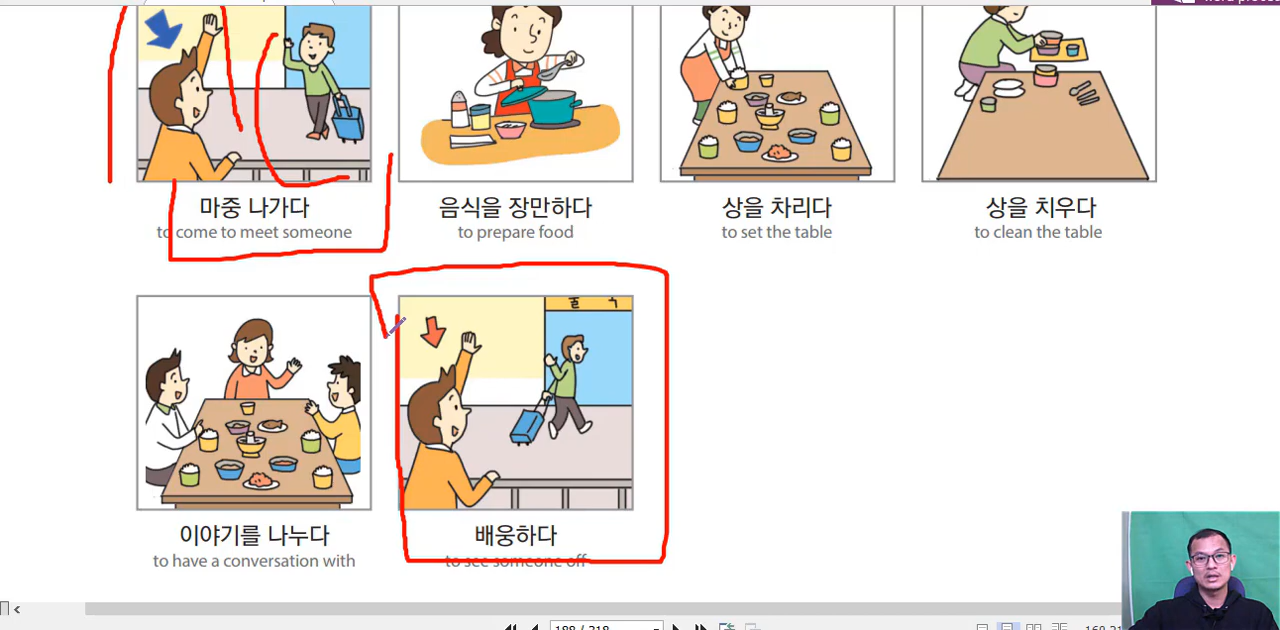 마중 나가다
to come to meet someone
음식을 장만하다
to prepare food
상을 차리다
to set the table
상을 치우다
to clean the table
이야기를 나누다
to have a conversation with
배웅하다
to see someone off
188 / 218